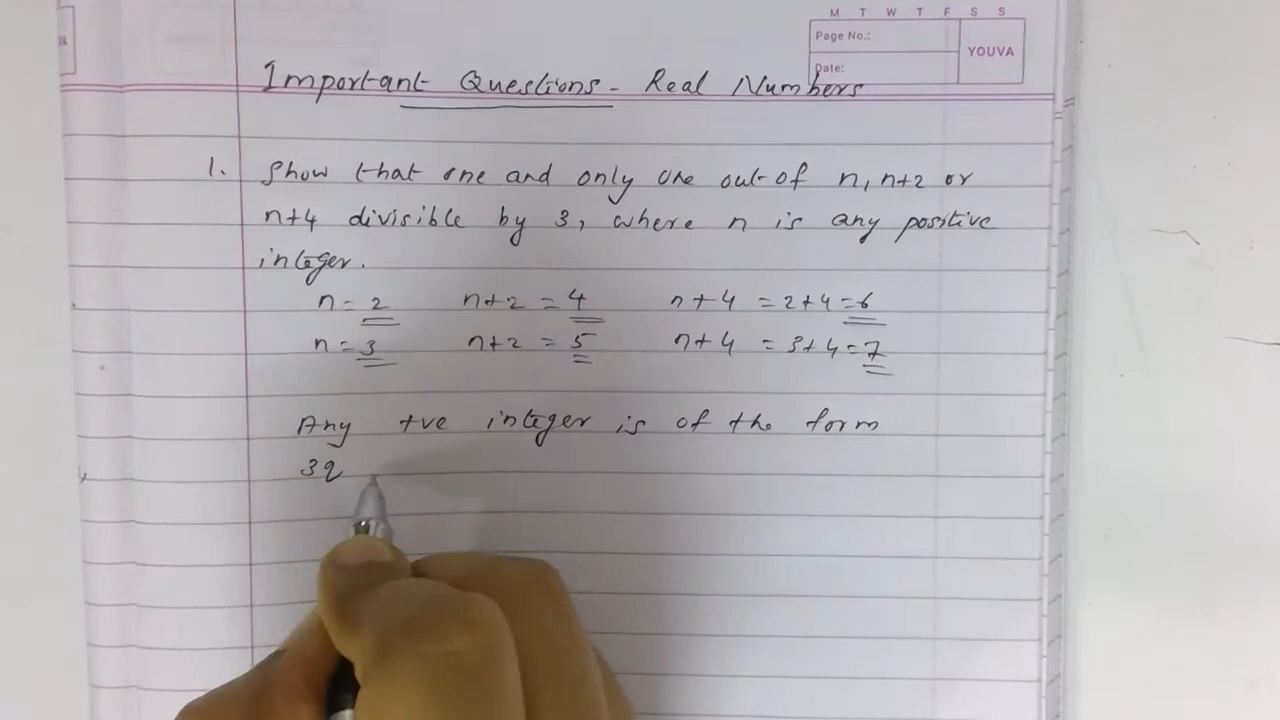 M T W T F S S
Page No.:
YOUVA
Date:
Important Questions - Real Numbers
1. Show that one and only one out of n, n+2 or
n+4 divisible by 3, where n is any positive
integer.
n = 2 n+2 = 4 n+4 = 2+4 = 6
n = 3 n+2 = 5 n+4 = 3+4 = 7
Any +ve integer is of the form
3q